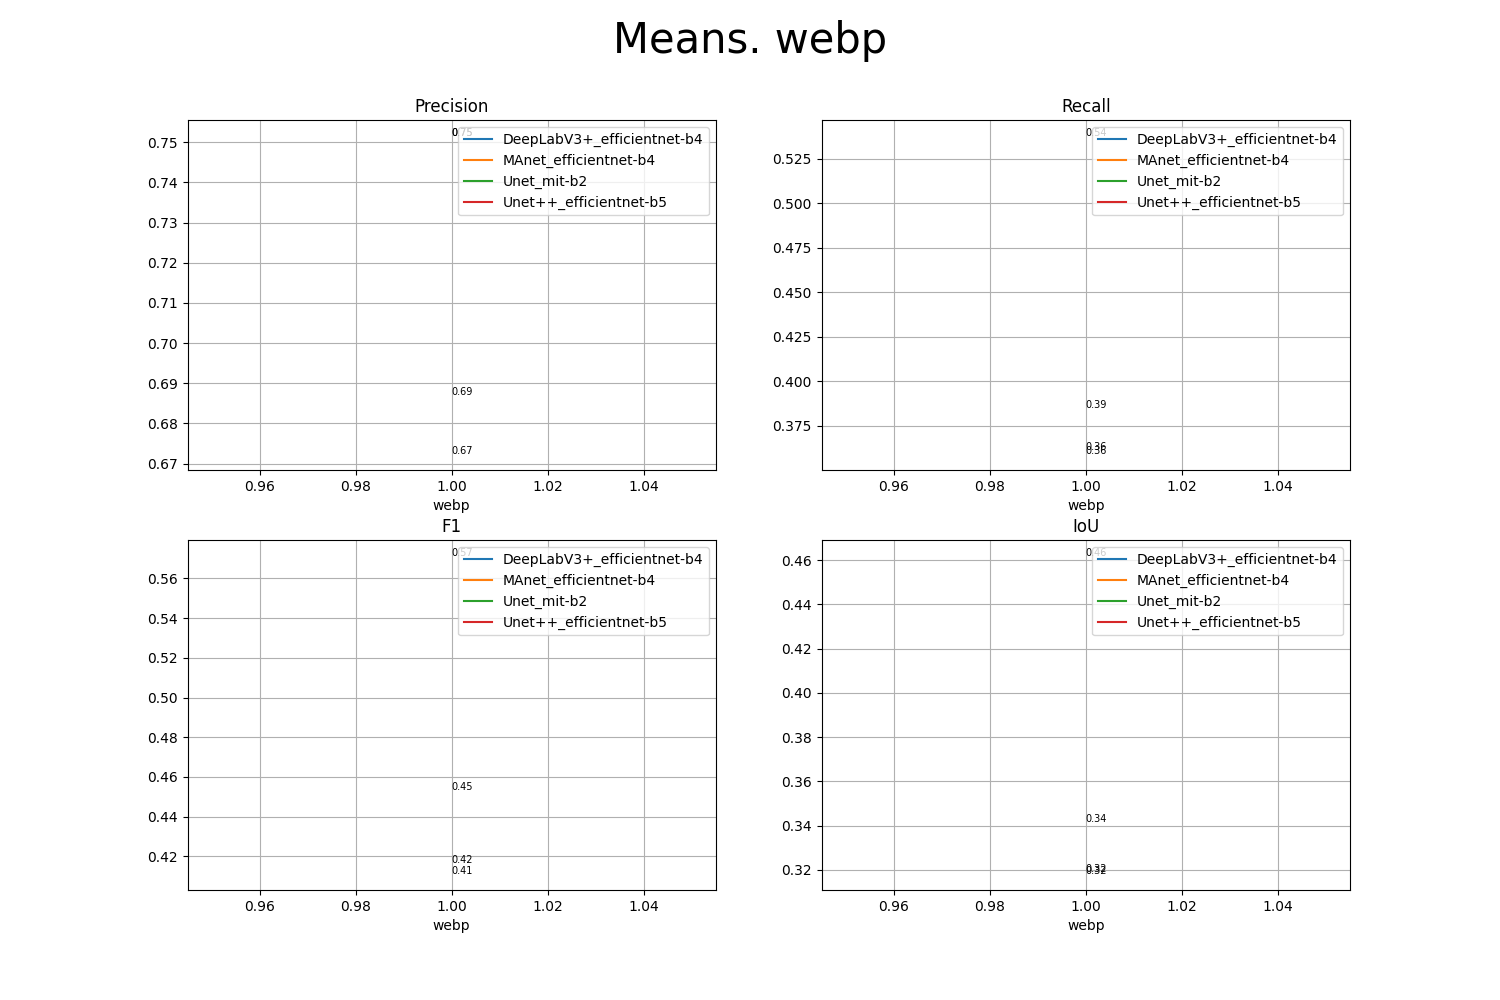 Means. webp
Precision
0.75
0.74
0.73
0.72
0.71
0.70
0.69
0.68
0.67
0.75
DeepLabV3+_efficientnet-b4
MAnet_efficientnet-b4
Unet_mit-b2
Unet++_efficientnet-b5
0.69
0.67
0.96 0.98 1.00 1.02 1.04
webp
Recall
0.525
0.500
0.475
0.450
0.425
0.400
0.375
0.54
DeepLabV3+_efficientnet-b4
MAnet_efficientnet-b4
Unet_mit-b2
Unet++_efficientnet-b5
0.39
0.36
0.36
0.96 0.98 1.00 1.02 1.04
webp
F1
0.56
0.54
0.52
0.50
0.48
0.46
0.44
0.42
0.57
DeepLabV3+_efficientnet-b4
MAnet_efficientnet-b4
Unet_mit-b2
Unet++_efficientnet-b5
0.45
0.42
0.41
0.96 0.98 1.00 1.02 1.04
webp
IoU
0.46
0.44
0.42
0.40
0.38
0.36
0.34
0.32
0.46
DeepLabV3+_efficientnet-b4
MAnet_efficientnet-b4
Unet_mit-b2
Unet++_efficientnet-b5
0.34
0.32
0.32
0.96 0.98 1.00 1.02 1.04
webp